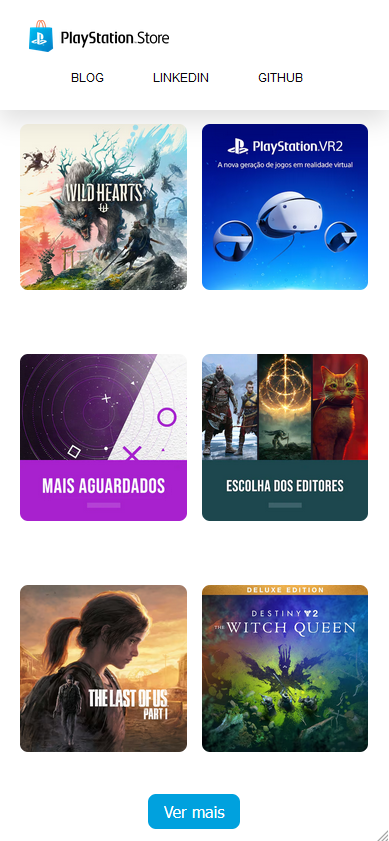 PlayStation.Store
BLOG
LINKEDIN
GITHUB
WILD HEARTS
PlayStation.VR2
A nova geração de jogos em realidade virtual
MAIS AGUARDADOS
ESCOLHA DOS EDITORES
THE LAST OF US
PART I
DELUXE EDITION
DESTINY 2
THE WITCH QUEEN
Ver mais